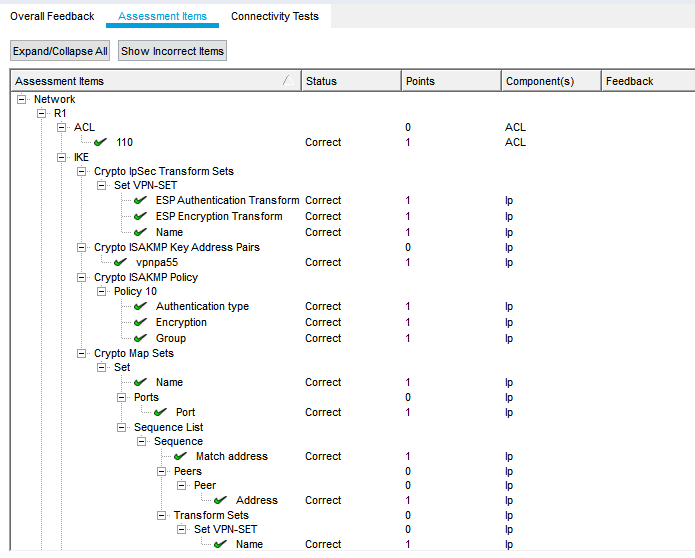 Overall Feedback Assessment Items Connectivity Tests
Expand/Collapse All Show Incorrect Items
Assessment Items Status Points Component(s) Feedback
Network
R1
ACL 0 ACL
110 Correct 1 ACL
IKE
Crypto IpSec Transform Sets
Set VPN-SET
ESP Authentication Transform Correct 1 Ip
ESP Encryption Transform Correct 1 Ip
Name Correct 1 Ip
Crypto ISAKMP Key Address Pairs 0 Ip
vpnpa55 Correct 1 Ip
Crypto ISAKMP Policy
Policy 10
Authentication type Correct 1 Ip
Encryption Correct 1 Ip
Group Correct 1 Ip
Crypto Map Sets
Set
Name Correct 1 Ip
Ports 0 Ip
Port Correct 1 Ip
Sequence List
Sequence
Match address Correct 1 Ip
Peers 0 Ip
Peer 0 Ip
Address Correct 1 Ip
Transform Sets 0 Ip
Set VPN-SET 0 Ip
Name Correct 1 Ip